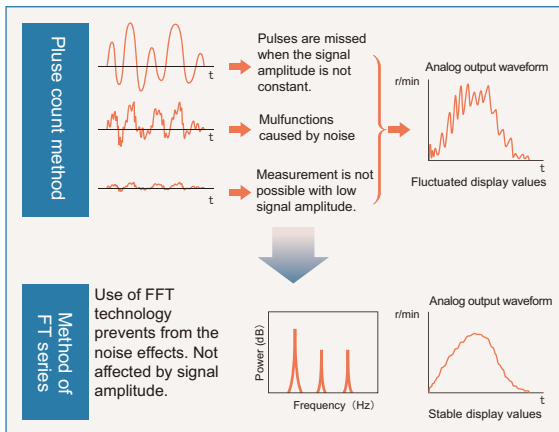 Pluse count method
t
Pulses are missed
when the signal
amplitude is not
constant.
t
Mulfunctions
caused by noise
t
Measurement is not
possible with low
signal amplitude.
Analog output waveform
r/min
t
Fluctuated display values
Method of
FT series
Use of FFT
technology
prevents from the
noise effects. Not
affected by signal
amplitude.
Power (dB)
Frequency (Hz)
Analog output waveform
r/min
t
Stable display values